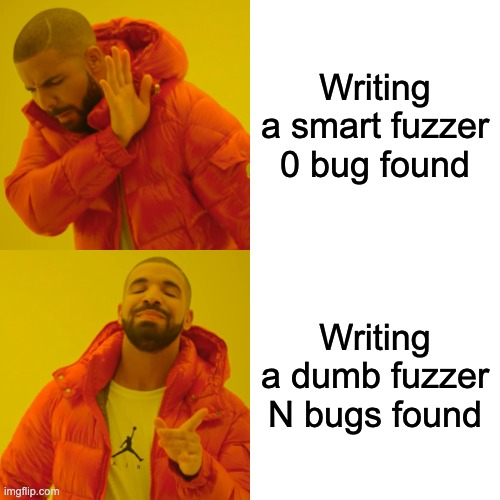 Writing
a smart fuzzer
0 bug found
Writing
a dumb fuzzer
N bugs found
imgflip.com